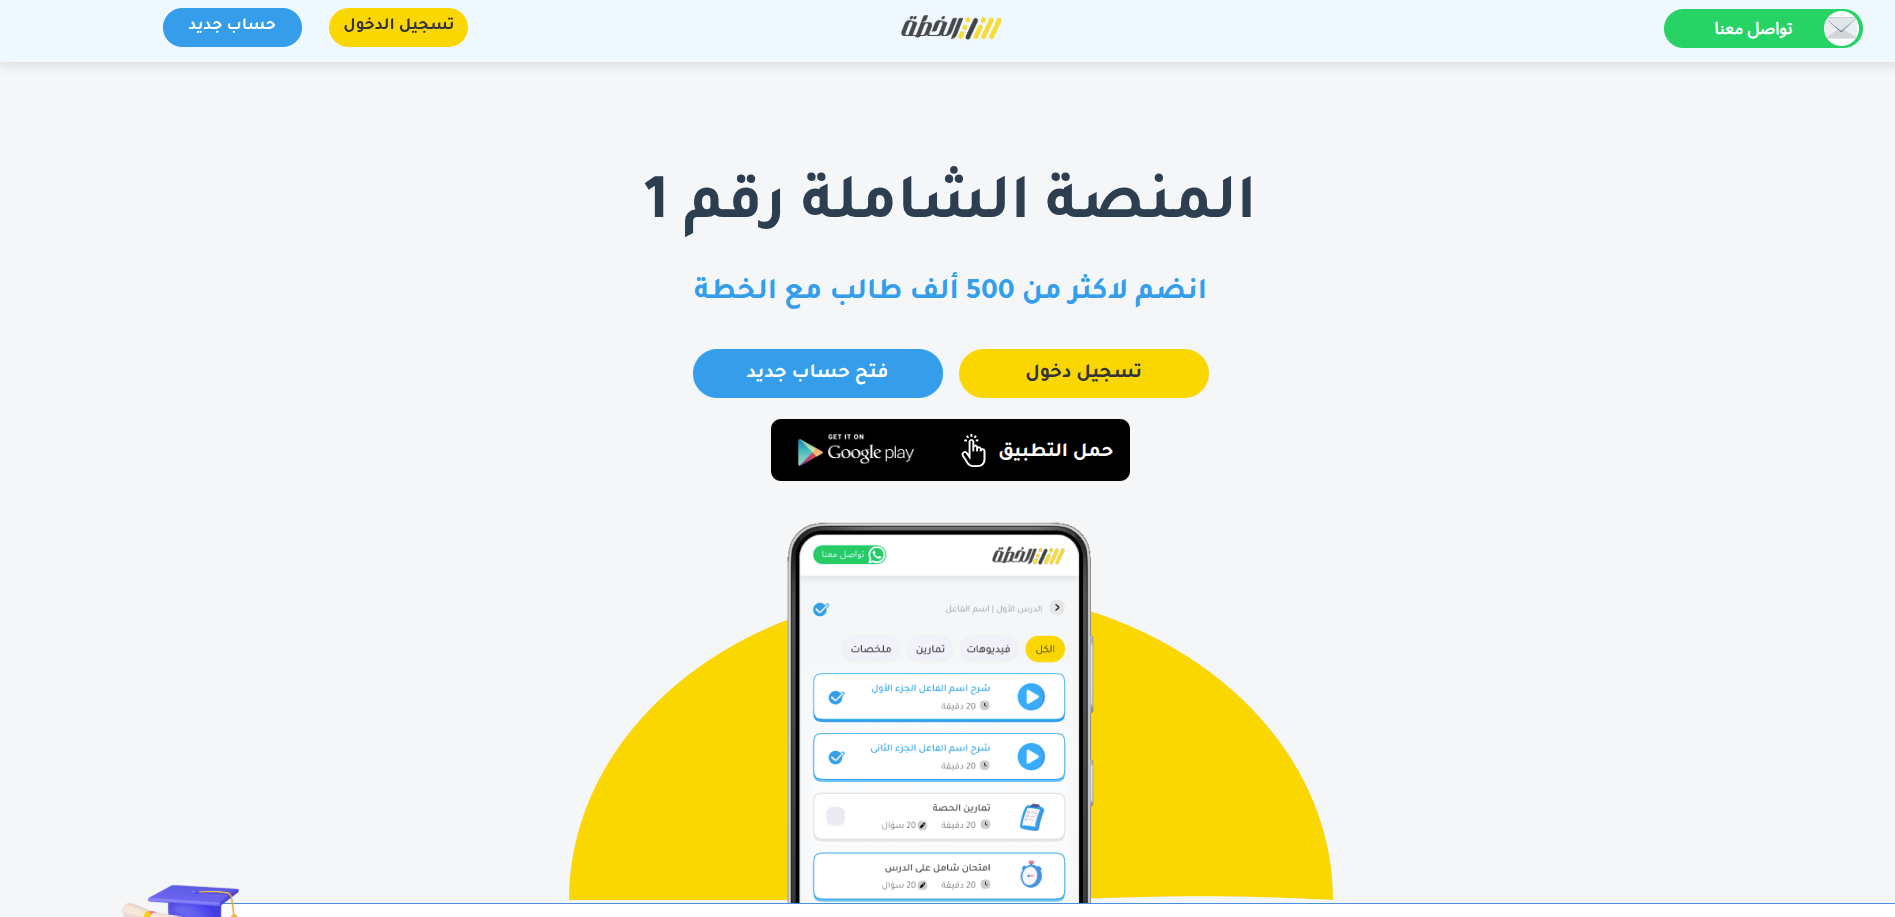 تواصل معنا
الخطة
تسجيل الدخول
حساب جديد
المنصة الشاملة رقم 1
انضم لاكثر من 500 ألف طالب مع الخطة
تسجيل دخول
فتح حساب جديد
حمل التطبيق
GET IT ON
Google play
الخطة
تواصل معنا
الدرس الأول | اسم الفاعل
الكل
فيديوهات
تمارين
ملخصات
شرح اسم الفاعل الجزء الأول
20 دقيقة
شرح اسم الفاعل الجزء الثانى
20 دقيقة
تمارين الحصة
20 دقيقة
20 سؤال
امتحان شامل على الدرس
20 دقيقة
20 سؤال